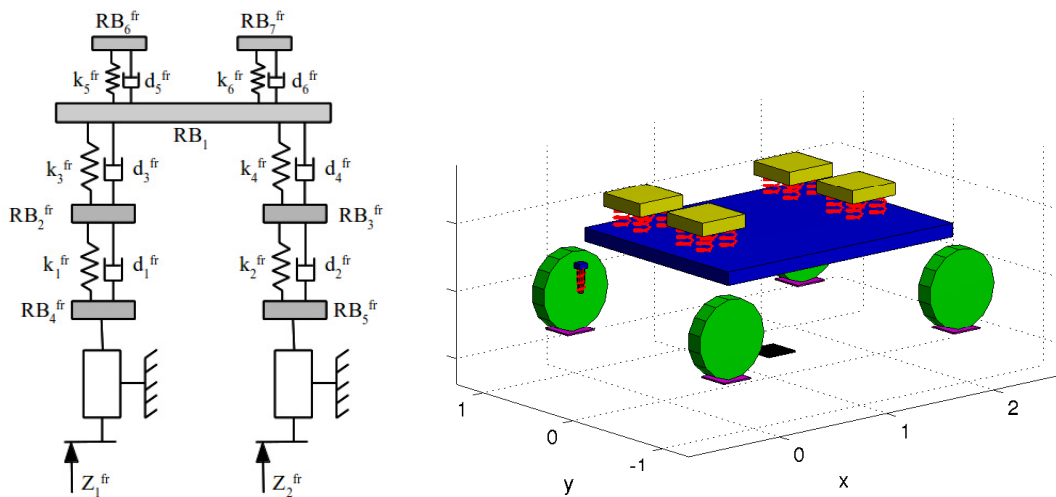 RB₆ᶠʳ RB₇ᶠʳ
k₅ᶠʳ d₅ᶠʳ k₆ᶠʳ d₆ᶠʳ
RB₁
k₃ᶠʳ d₃ᶠʳ k₄ᶠʳ d₄ᶠʳ
RB₂ᶠʳ RB₃ᶠʳ
k₁ᶠʳ d₁ᶠʳ k₂ᶠʳ d₂ᶠʳ
RB₄ᶠʳ RB₅ᶠʳ
Z₁ᶠʳ Z₂ᶠʳ
1 0 -1
y
0 1 2
x